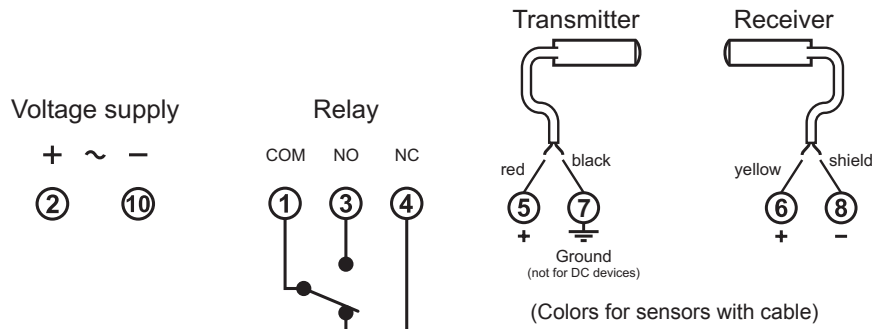 Transmitter Receiver
Voltage supply Relay
+ ~ −
COM NO NC
red black
yellow shield
2 10 1 3 4 5 7 6 8
+ + −
Ground
(not for DC devices)
(Colors for sensors with cable)